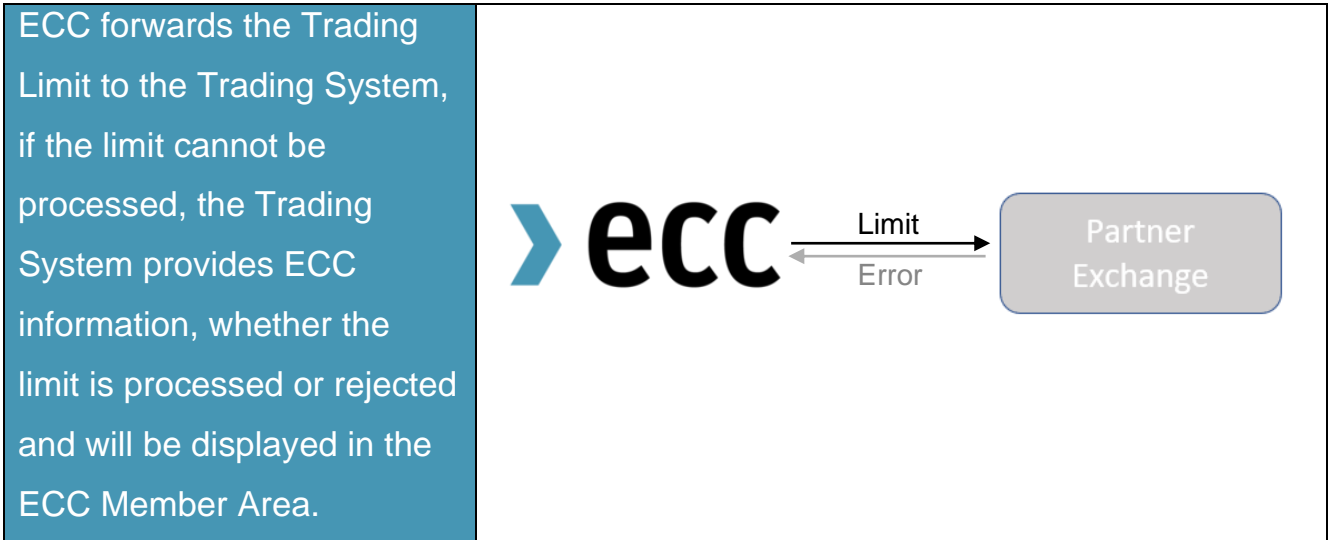 ECC forwards the Trading
Limit to the Trading System,
if the limit cannot be
processed, the Trading
System provides ECC
information, whether the
limit is processed or rejected
and will be displayed in the
ECC Member Area.
ecc
Limit
Error
Partner
Exchange